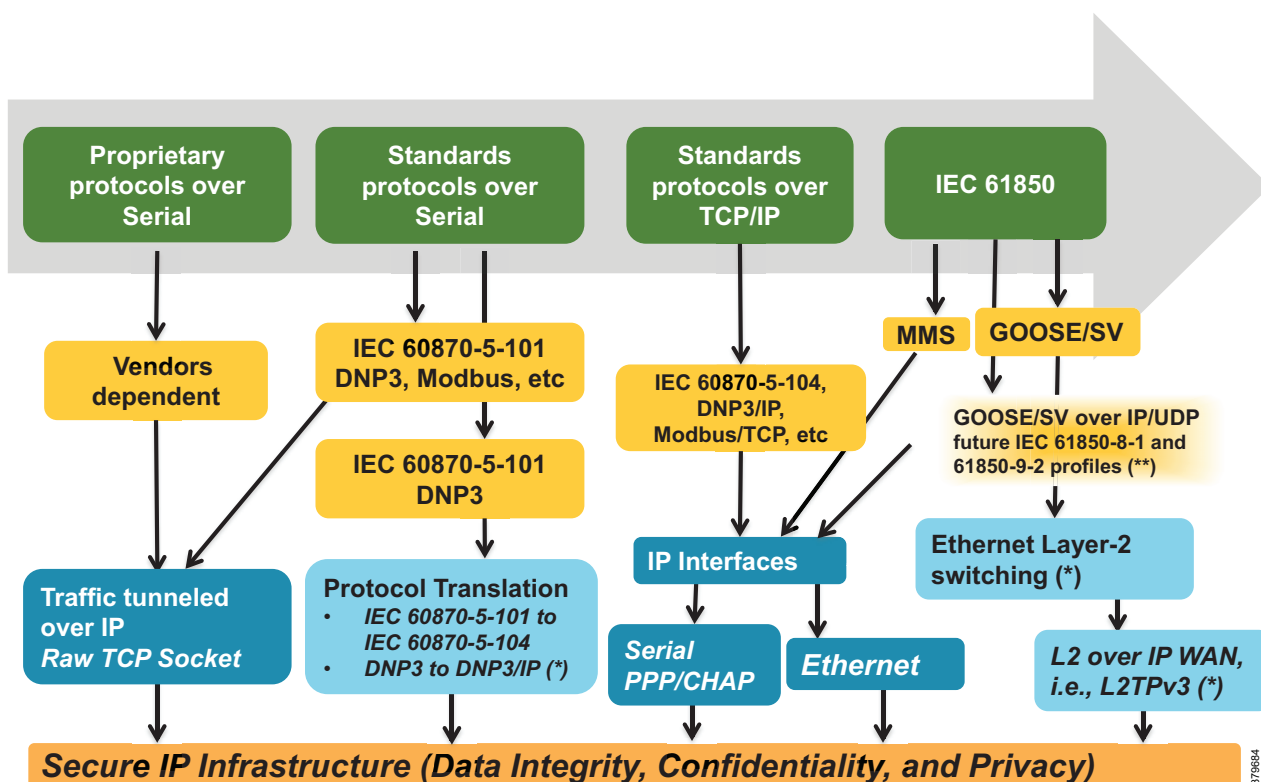 Proprietary
protocols over
Serial
Standards
protocols over
Serial
Standards
protocols over
TCP/IP
IEC 61850
Vendors
dependent
IEC 60870-5-101
DNP3, Modbus, etc
IEC 60870-5-101
DNP3
IEC 60870-5-104,
DNP3/IP,
Modbus/TCP, etc
MMS
GOOSE/SV
GOOSE/SV over IP/UDP
future IEC 61850-8-1 and
61850-9-2 profiles (**)
Traffic tunneled
over IP
Raw TCP Socket
Protocol Translation
• IEC 60870-5-101 to
IEC 60870-5-104
• DNP3 to DNP3/IP (*)
IP Interfaces
Serial
PPP/CHAP
Ethernet
Ethernet Layer-2
switching (*)
L2 over IP WAN,
i.e., L2TPv3 (*)
Secure IP Infrastructure (Data Integrity, Confidentiality, and Privacy)
379684